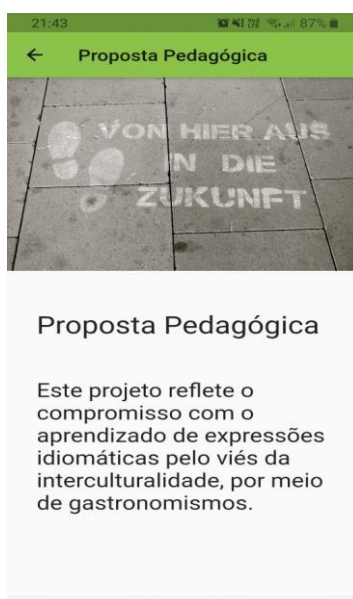 21:43 87%
← Proposta Pedagógica
VON HIER AUS
IN DIE
ZUKUNFT
Proposta Pedagógica
Este projeto reflete o
compromisso com o
aprendizado de expressões
idiomáticas pelo viés da
interculturalidade, por meio
de gastronomismos.